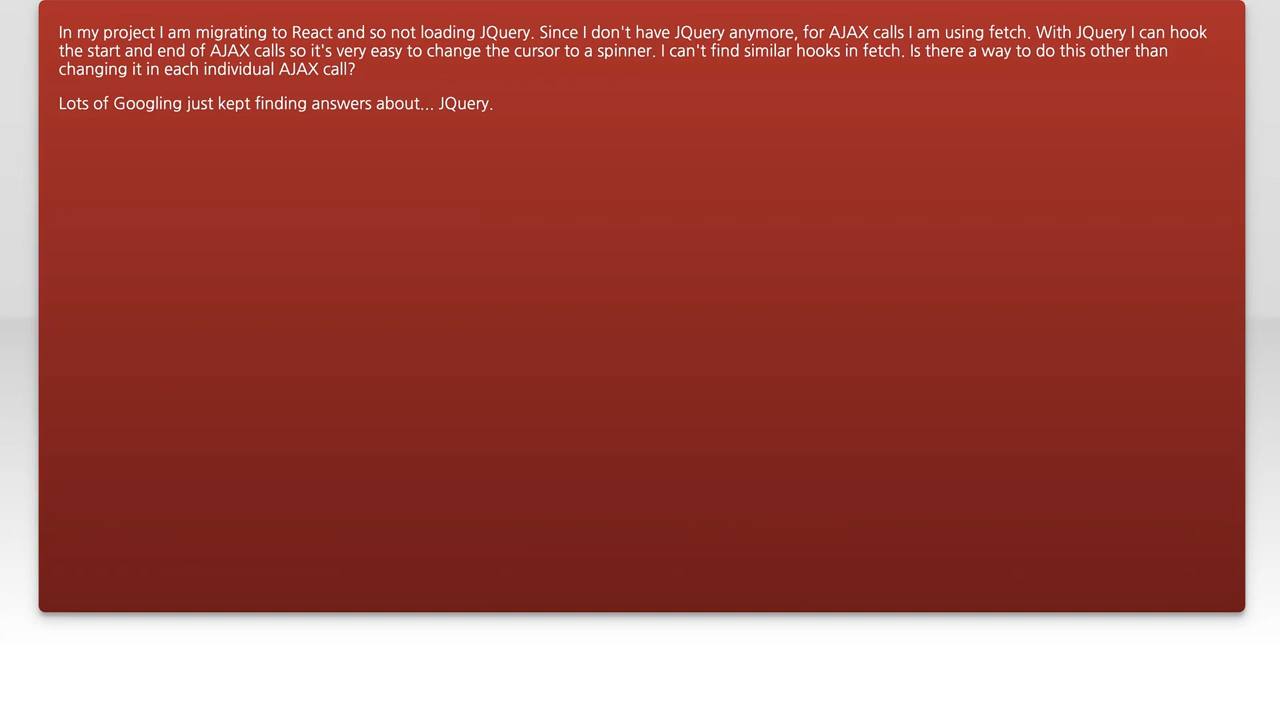 In my project I am migrating to React and so not loading JQuery. Since I don't have JQuery anymore, for AJAX calls I am using fetch. With JQuery I can hook
the start and end of AJAX calls so it's very easy to change the cursor to a spinner. I can't find similar hooks in fetch. Is there a way to do this other than
changing it in each individual AJAX call?
Lots of Googling just kept finding answers about... JQuery.